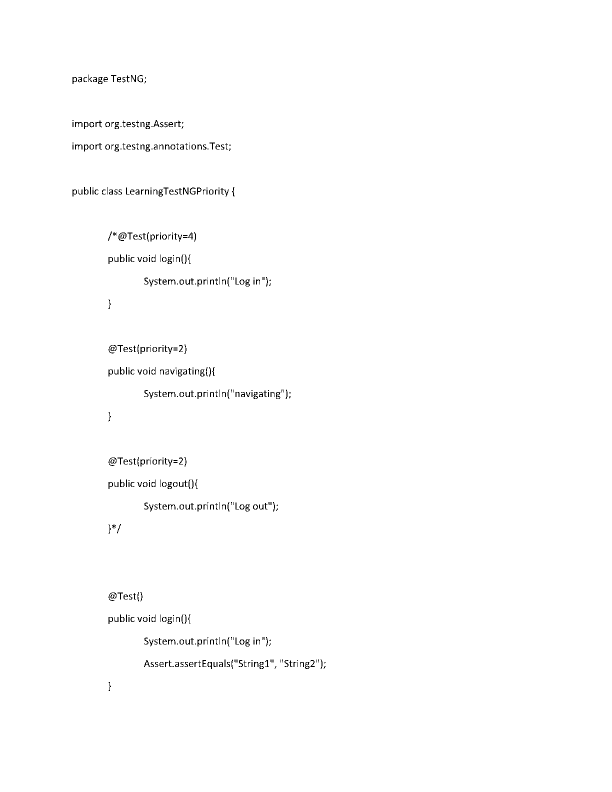 package TestNG;
import org.testng.Assert;
import org.testng.annotations.Test;
public class LearningTestNGPriority {
/*@Test(priority=4)
public void login(){
System.out.println("Log in");
}
@Test(priority=2)
public void navigating(){
System.out.println("navigating");
}
@Test(priority=2)
public void logout(){
System.out.println("Log out");
}*/
@Test()
public void login(){
System.out.println("Log in");
Assert.assertEquals("String1", "String2");
}